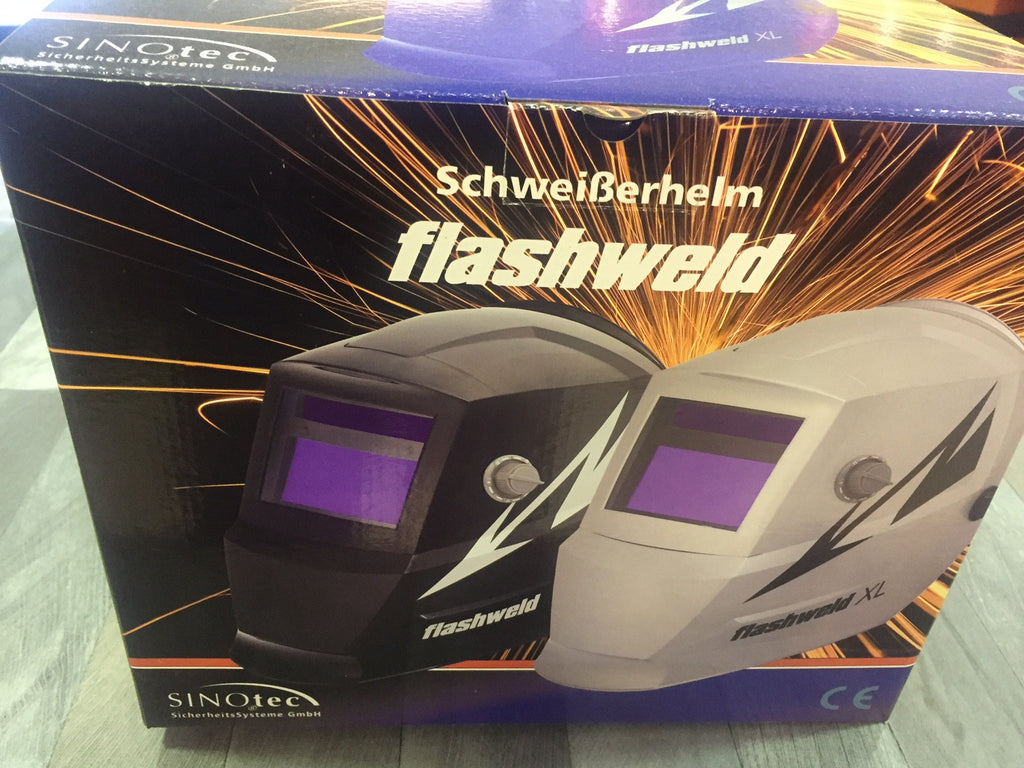 SINOtec
®
SicherheitsSysteme GmbH
flashweld XL
Schweißerhelm
flashweld
flashweld
flashweld XL
SINOtec
®
SicherheitsSysteme GmbH
CE